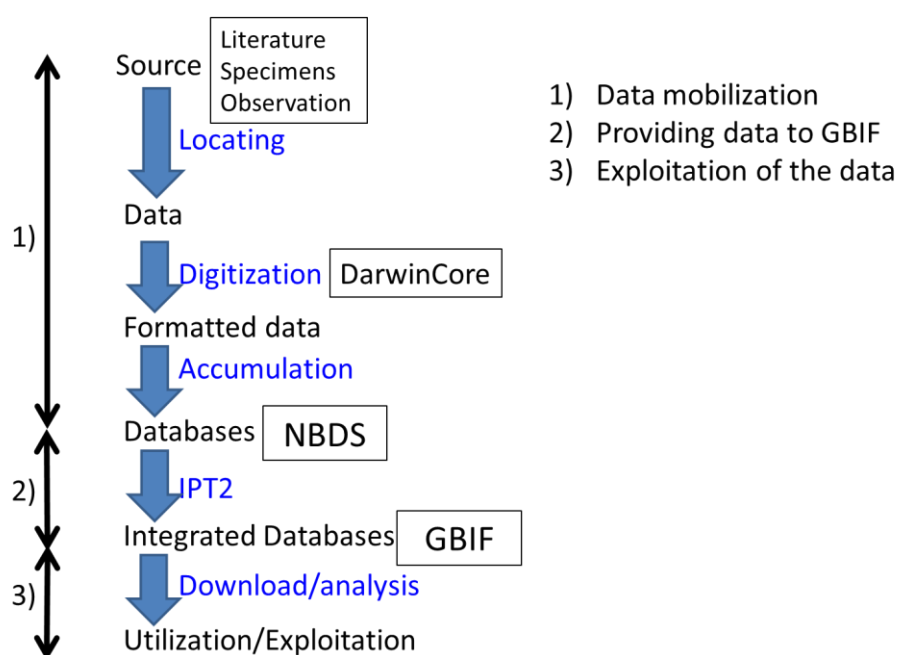 Literature
Source
Specimens
Observation
1) Data mobilization
2) Providing data to GBIF
3) Exploitation of the data
Locating
Data
1)
Digitization
DarwinCore
Formatted data
Accumulation
Databases
NBDS
2)
IPT2
Integrated Databases
GBIF
3)
Download/analysis
Utilization/Exploitation